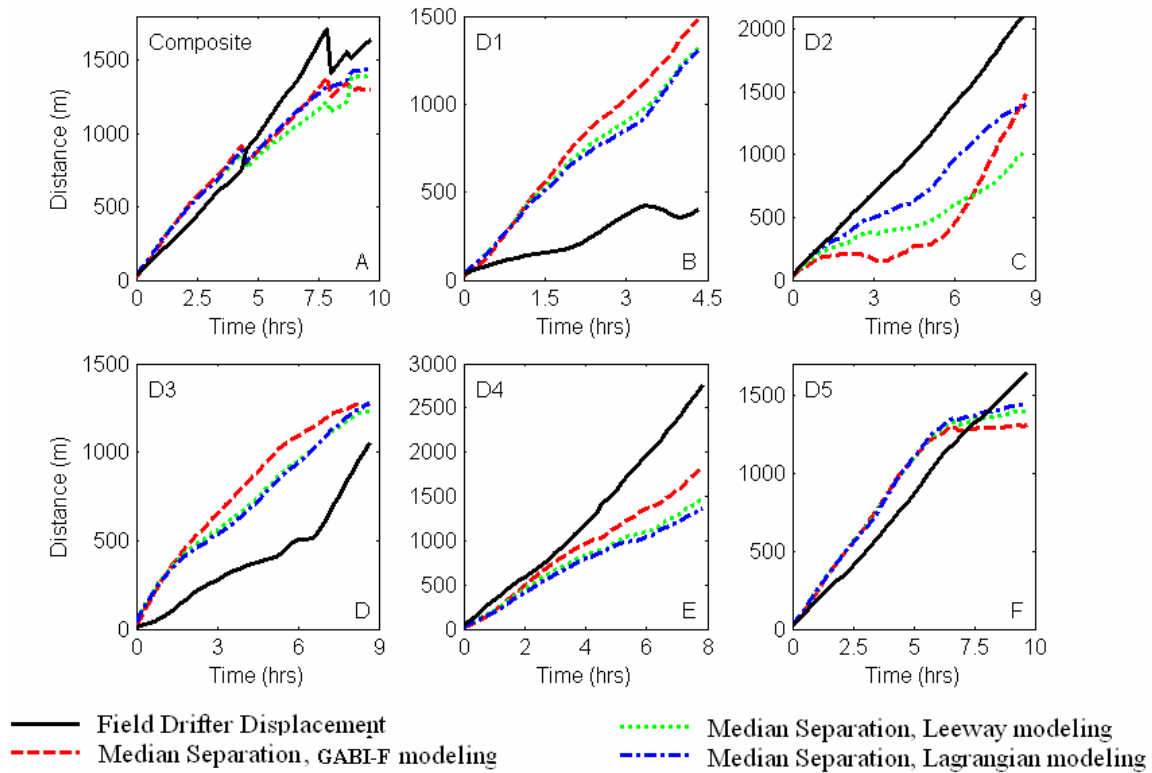 Composite
Distance (m)
1500
1000
500
0
0 2.5 5 7.5 10
Time (hrs)
A
D1
1500
1000
500
0
0 1.5 3 4.5
Time (hrs)
B
D2
2000
1500
1000
500
0
0 3 6 9
Time (hrs)
C
D3
Distance (m)
1500
1000
500
0
0 3 6 9
Time (hrs)
D
D4
3000
2500
2000
1500
1000
500
0
0 2 4 6 8
Time (hrs)
E
D5
1500
1000
500
0
0 2.5 5 7.5 10
Time (hrs)
F
Field Drifter Displacement
Median Separation, GABI-F modeling
Median Separation, Leeway modeling
Median Separation, Lagrangian modeling